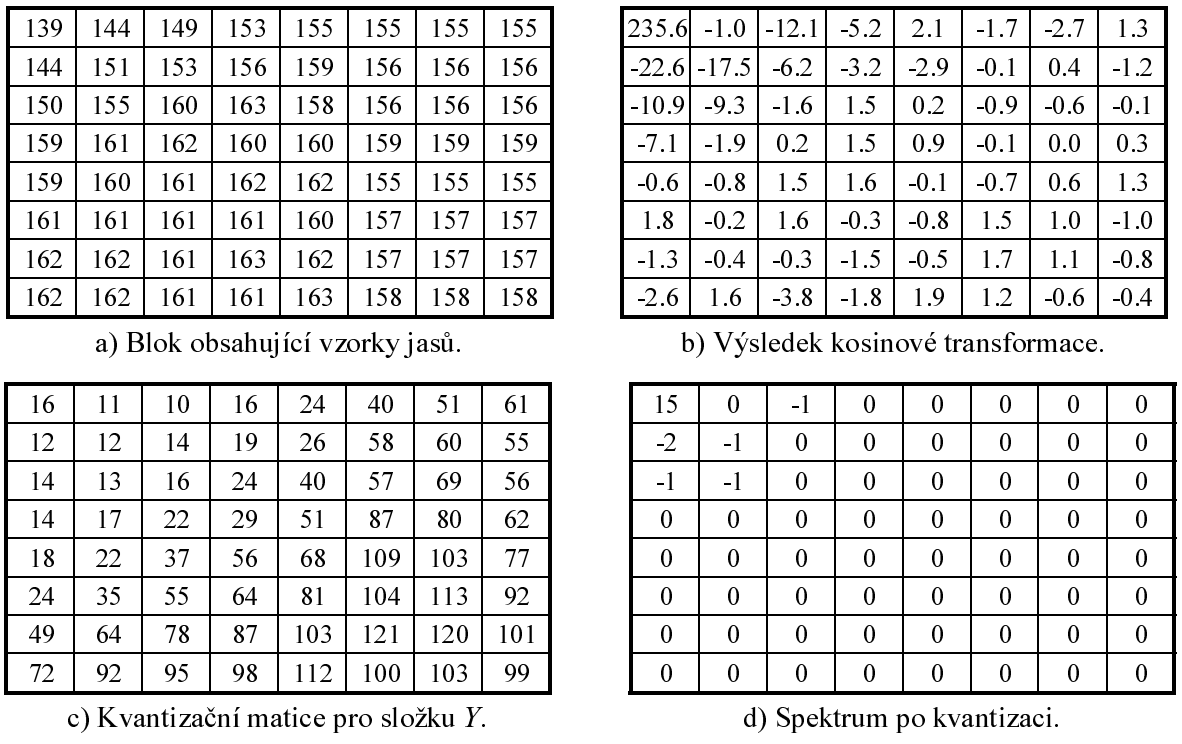 139 144 149 153 155 155 155 155
144 151 153 156 159 156 156 156
150 155 160 163 158 156 156 156
159 161 162 160 160 159 159 159
159 160 161 162 162 155 155 155
161 161 161 161 160 157 157 157
162 162 161 163 162 157 157 157
162 162 161 161 163 158 158 158
a) Blok obsahující vzorky jasů.
235.6 -1.0 -12.1 -5.2 2.1 -1.7 -2.7 1.3
-22.6 -17.5 -6.2 -3.2 -2.9 -0.1 0.4 -1.2
-10.9 -9.3 -1.6 1.5 0.2 -0.9 -0.6 -0.1
-7.1 -1.9 0.2 1.5 0.9 -0.1 0.0 0.3
-0.6 -0.8 1.5 1.6 -0.1 -0.7 0.6 1.3
1.8 -0.2 1.6 -0.3 -0.8 1.5 1.0 -1.0
-1.3 -0.4 -0.3 -1.5 -0.5 1.7 1.1 -0.8
-2.6 1.6 -3.8 -1.8 1.9 1.2 -0.6 -0.4
b) Výsledek kosinové transformace.
16 11 10 16 24 40 51 61
12 12 14 19 26 58 60 55
14 13 16 24 40 57 69 56
14 17 22 29 51 87 80 62
18 22 37 56 68 109 103 77
24 35 55 64 81 104 113 92
49 64 78 87 103 121 120 101
72 92 95 98 112 100 103 99
c) Kvantizační matice pro složku Y.
15 0 -1 0 0 0 0 0
-2 -1 0 0 0 0 0 0
-1 -1 0 0 0 0 0 0
0 0 0 0 0 0 0 0
0 0 0 0 0 0 0 0
0 0 0 0 0 0 0 0
0 0 0 0 0 0 0 0
0 0 0 0 0 0 0 0
d) Spektrum po kvantizaci.